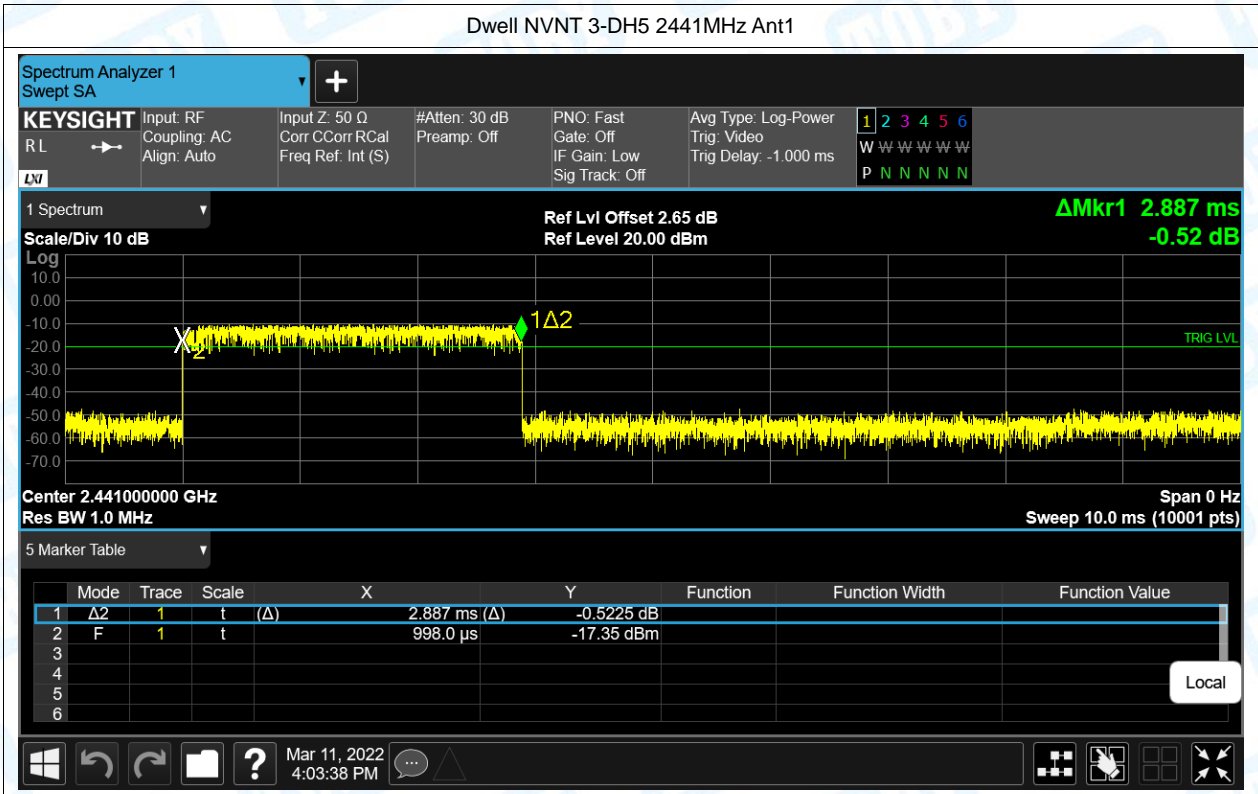 Dwell NVNT 3-DH5 2441MHz Ant1
Spectrum Analyzer 1
Swept SA
KEYSIGHT
R L
LXI
Input: RF
Coupling: AC
Align: Auto
Input Z: 50 Ω
Corr CCorr RCal
Freq Ref: Int (S)
#Atten: 30 dB
Preamp: Off
PNO: Fast
Gate: Off
IF Gain: Low
Sig Track: Off
Avg Type: Log-Power
Trig: Video
Trig Delay: -1.000 ms
1 2 3 4 5 6
W W W W W W
P N N N N N
1 Spectrum
Scale/Div 10 dB
Ref Lvl Offset 2.65 dB
Ref Level 20.00 dBm
ΔMkr1 2.887 ms
-0.52 dB
Log
10.0
0.00
-10.0
-20.0
-30.0
-40.0
-50.0
-60.0
-70.0
X2
1Δ2
TRIG LVL
Center 2.441000000 GHz
Span 0 Hz
Res BW 1.0 MHz
Sweep 10.0 ms (10001 pts)
5 Marker Table
Mode Trace Scale X Y Function Function Width Function Value
1 Δ2 1 t (Δ) 2.887 ms (Δ) -0.5225 dB
2 F 1 t 998.0 µs -17.35 dBm
3
4
5
6
Local
?
Mar 11, 2022
4:03:38 PM